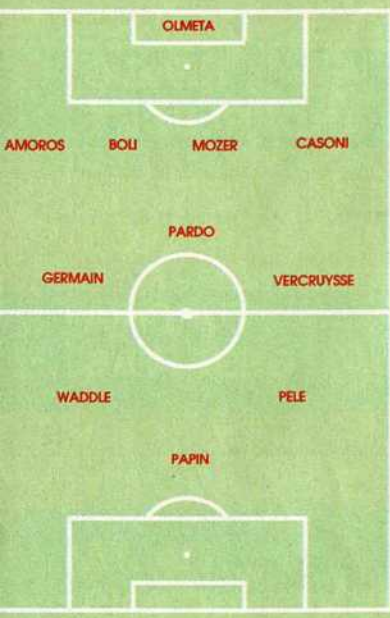 OLMETA
AMOROS BOLI MOZER CASONI
PARDO
GERMAIN VERCRUYSSE
WADDLE PELE
PAPIN